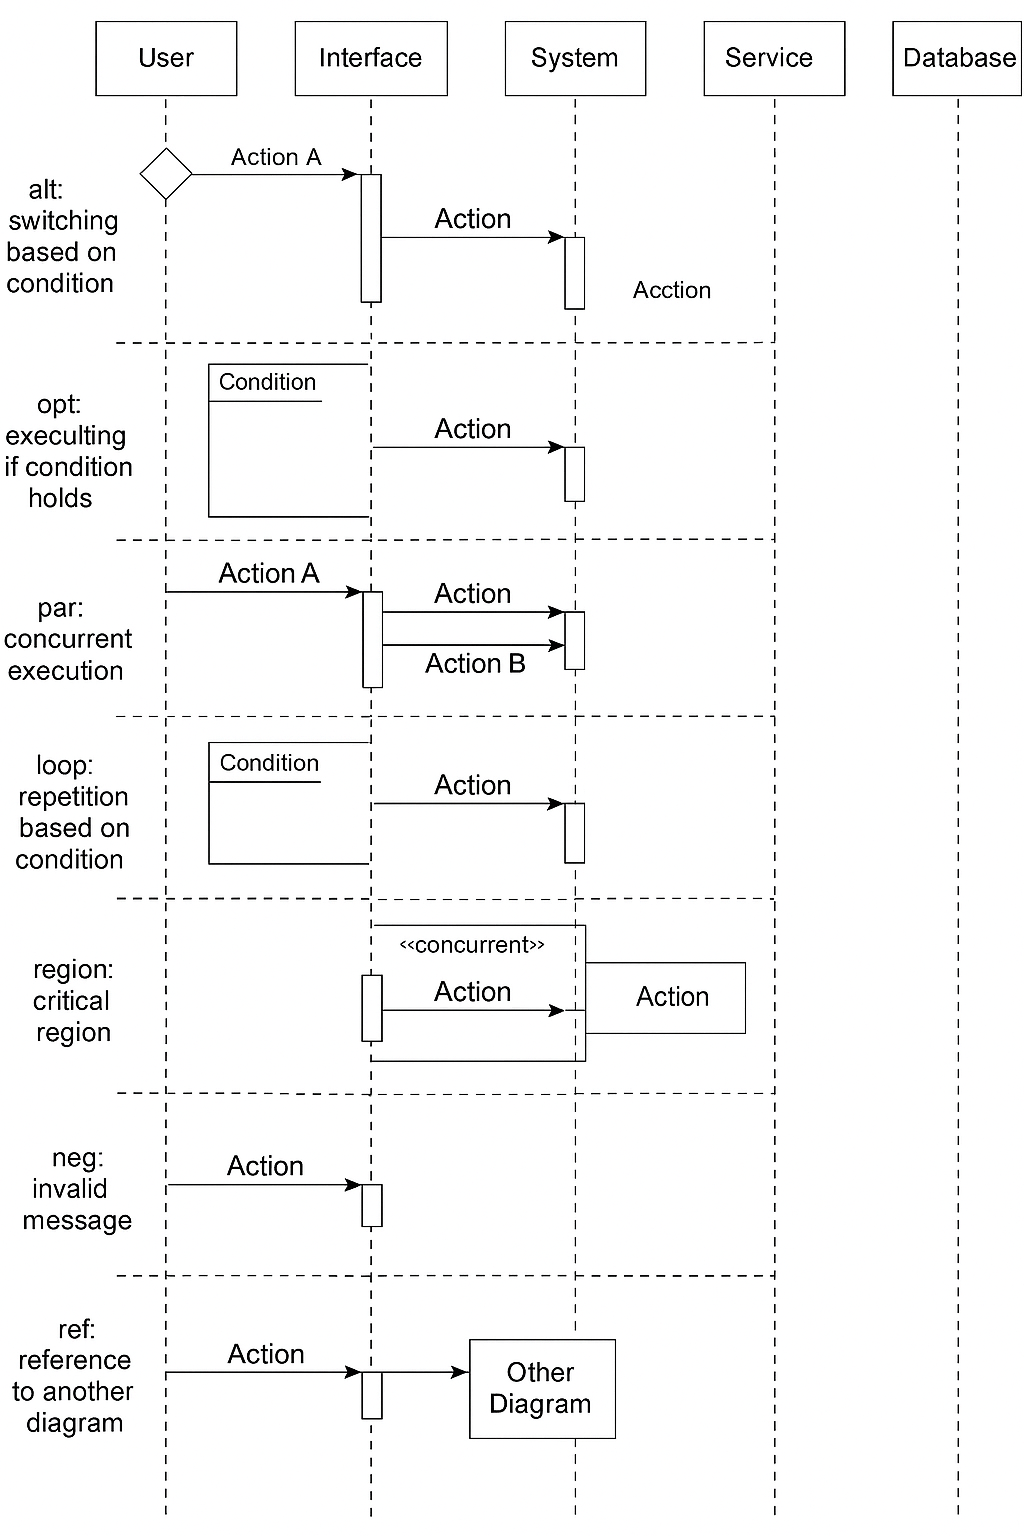 User
Interface
System
Service
Database
alt:
switching
based on
condition
Action A
Action
Acction
opt:
execulting
if condition
holds
Condition
Action
par:
concurrent
execution
Action A
Action
Action B
loop:
repetition
based on
condition
Condition
Action
region:
critical
region
<<concurrent>>
Action
Action
neg:
invalid
message
Action
ref:
reference
to another
diagram
Action
Other
Diagram